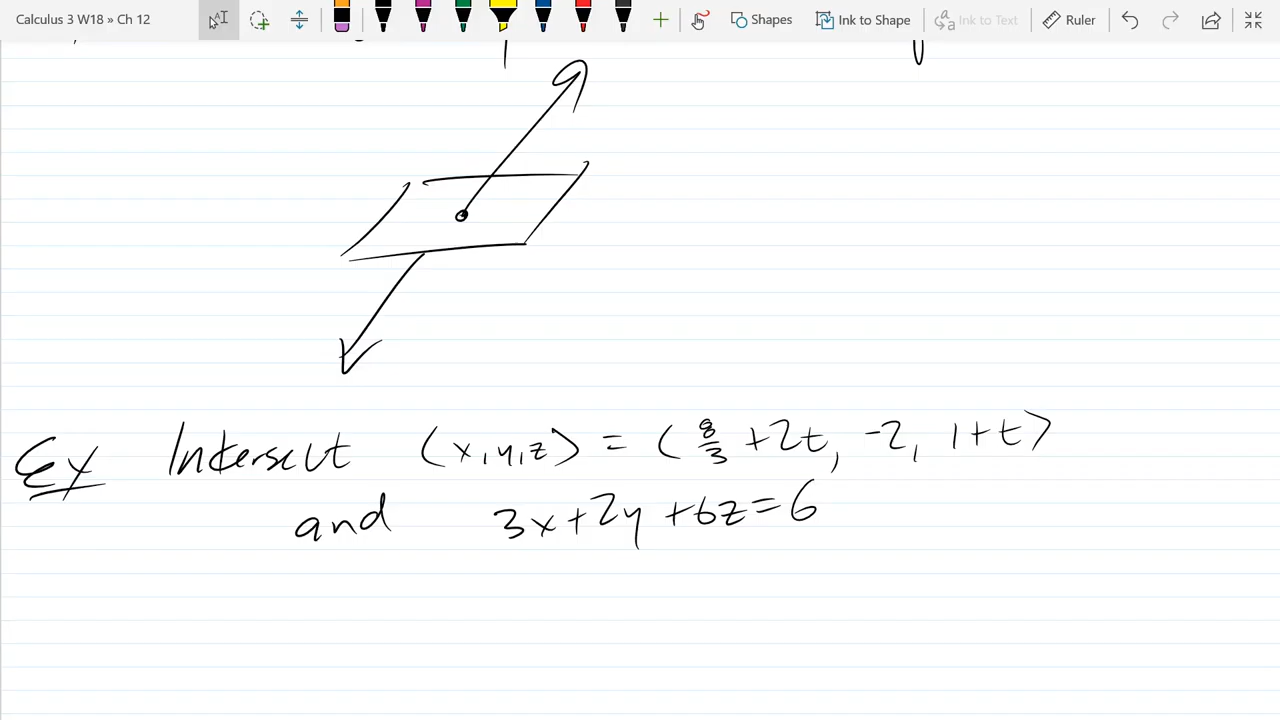 Calculus 3 W18 » Ch 12
Shapes
Ink to Shape
Ink to Text
Ruler
Ex Intersect (x,y,z) = ( 8/3 +2t, -2, 1+t)
and 3x+2y+6z=6